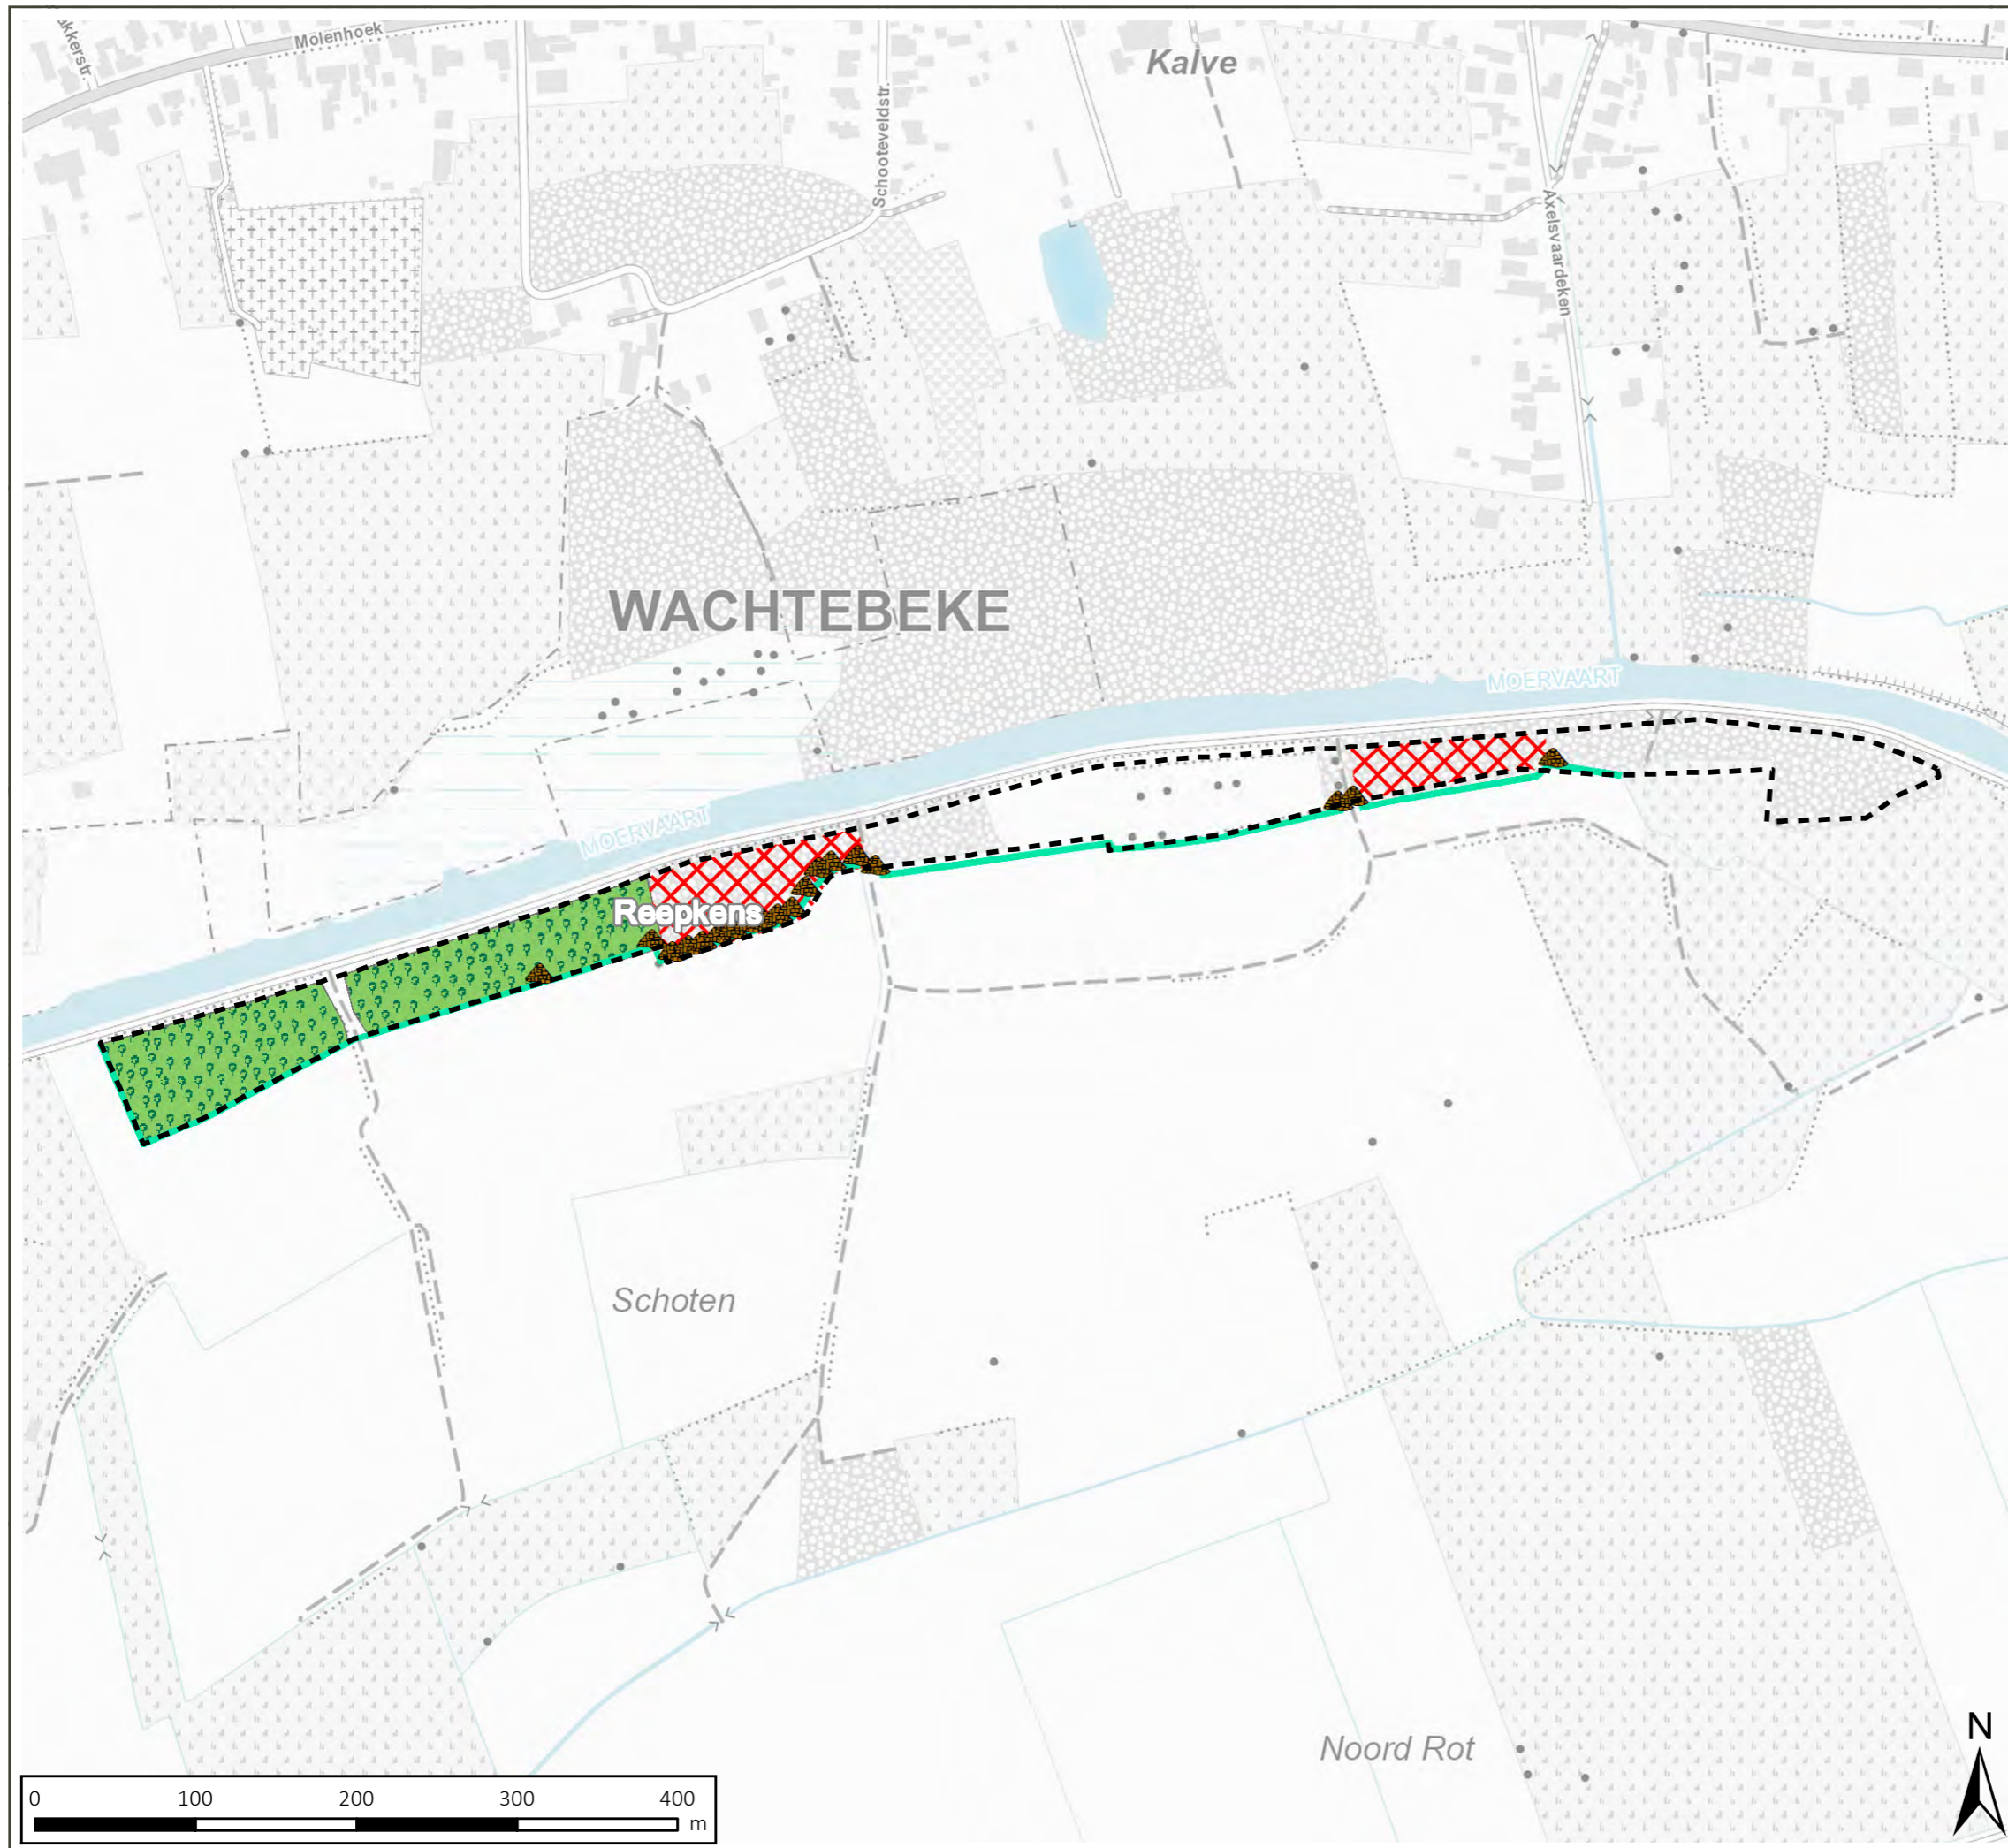 Molenhoek
Kalve
Schooteveldstr.
Axelsvaardeken
WACHTEBEKE
MOERVAART
MOERVAART
Reepkens
Schoten
Noord Rot
N
0 100 200 300 400
m